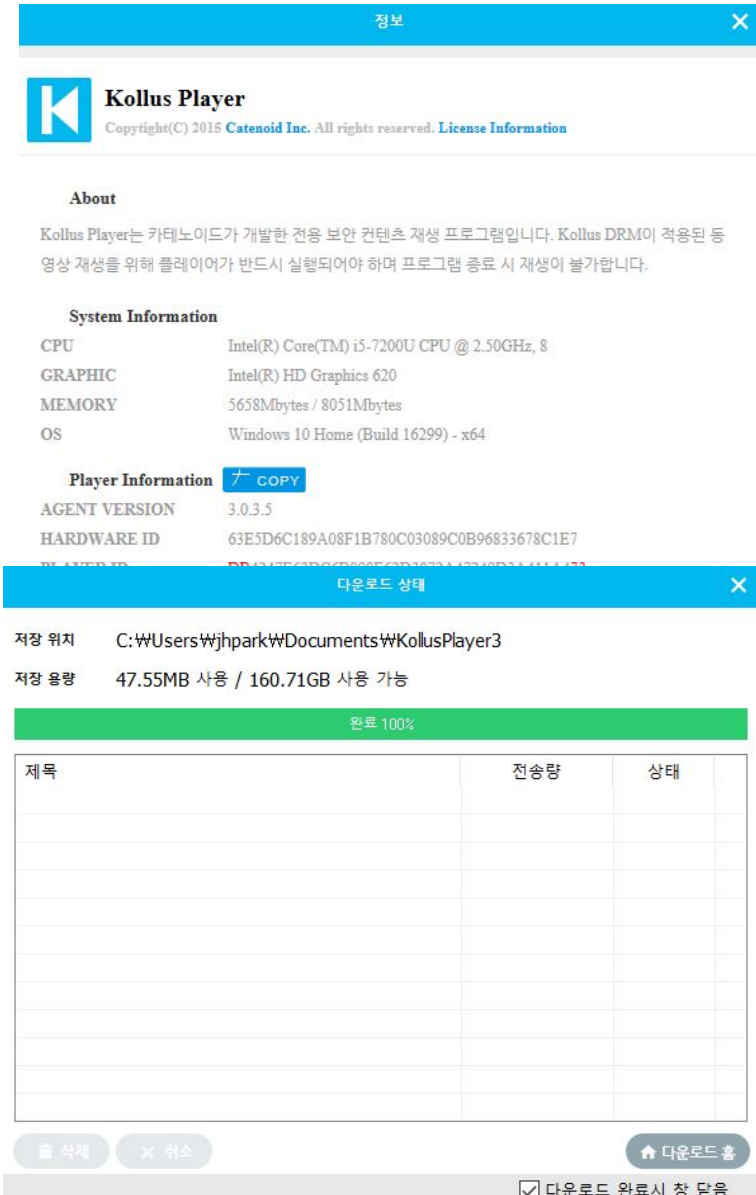 정보
Kollus Player
Copytight(C) 2015 Catenoid Inc. All rights reserved. License Information
About
Kollus Player는 카테노이드가 개발한 전용 보안 컨텐츠 재생 프로그램입니다. Kollus DRM이 적용된 동
영상 재생을 위해 플레이어가 반드시 실행되어야 하며 프로그램 종료 시 재생이 불가합니다.
System Information
CPU Intel(R) Core(TM) i5-7200U CPU @ 2.50GHz, 8
GRAPHIC Intel(R) HD Graphics 620
MEMORY 5658Mbytes / 8051Mbytes
OS Windows 10 Home (Build 16299) - x64
Player Information COPY
AGENT VERSION 3.0.3.5
HARDWARE ID 63E5D6C189A08F1B780C03089C0B96833678C1E7
다운로드 상태
저장 위치 C:₩Users₩jhpark₩Documents₩KollusPlayer3
저장 용량 47.55MB 사용 / 160.71GB 사용 가능
완료 100%
제목 전송량 상태
삭제 취소 다운로드 홈
다운로드 완료시 창 닫음